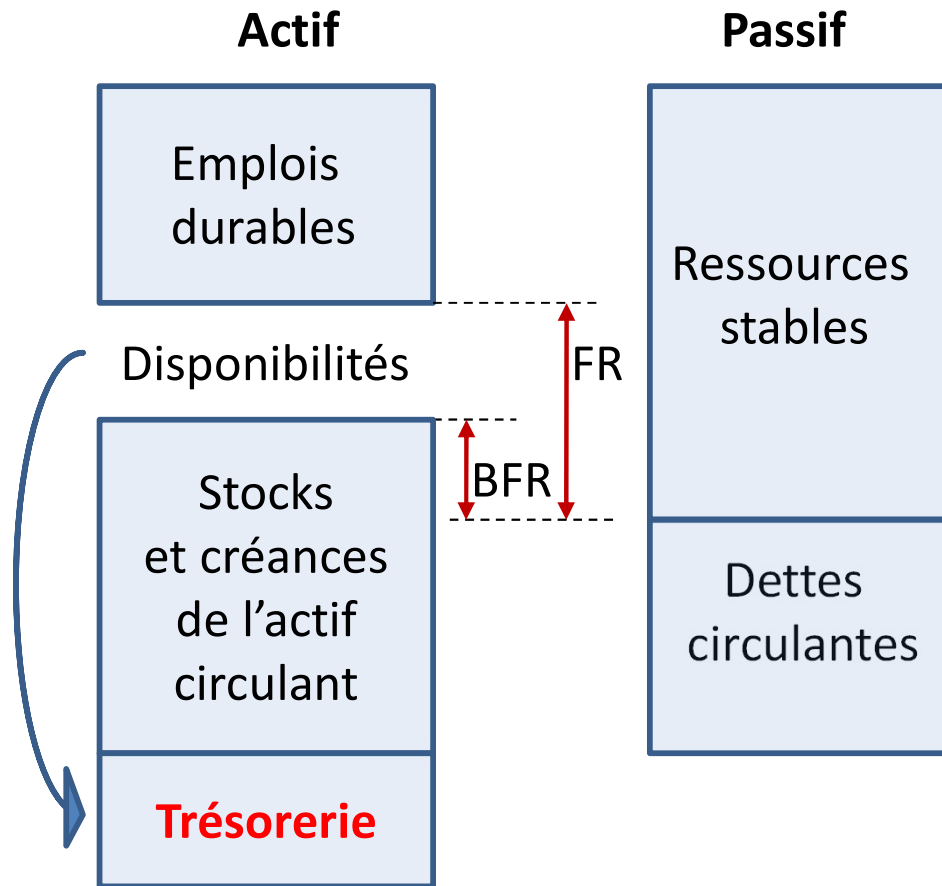 Actif
Passif
Emplois
durables
Ressources
stables
Disponibilités
FR
BFR
Stocks
et créances
de l’actif
circulant
Dettes
circulantes
Trésorerie